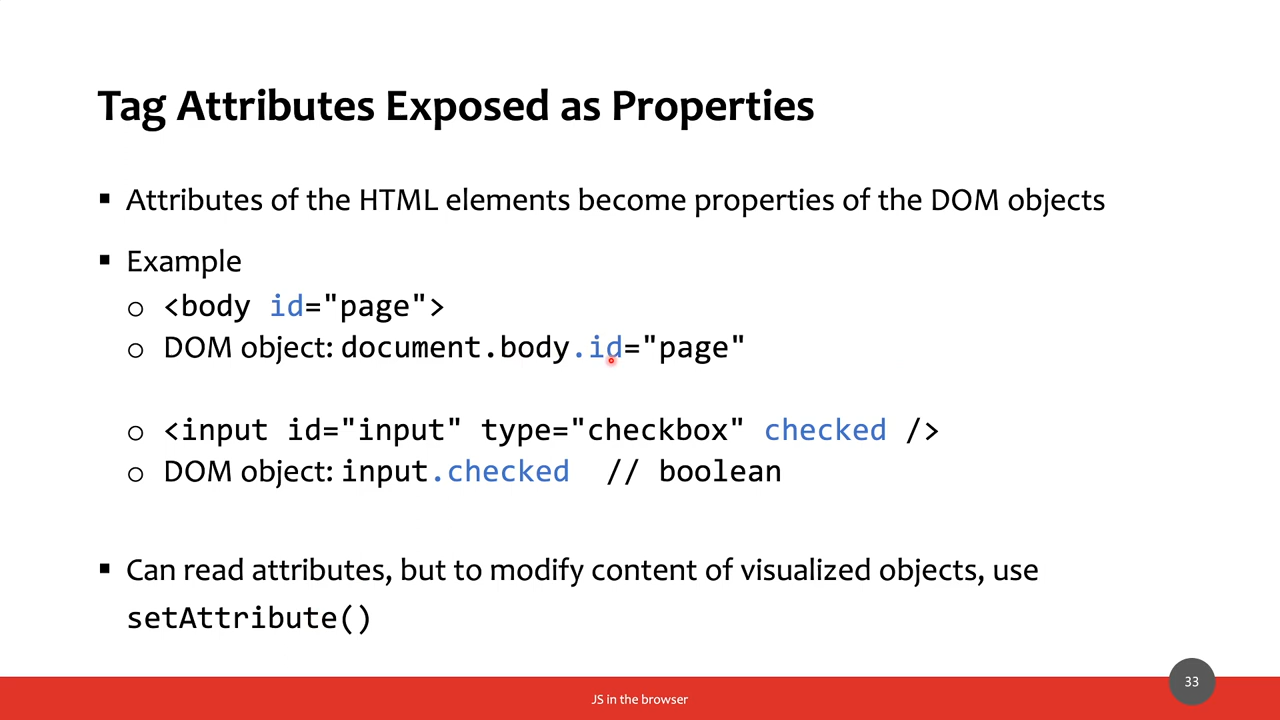 Tag Attributes Exposed as Properties
▪ Attributes of the HTML elements become properties of the DOM objects
▪ Example
o <body id="page">
o DOM object: document.body.id="page"
o <input id="input" type="checkbox" checked />
o DOM object: input.checked // boolean
▪ Can read attributes, but to modify content of visualized objects, use
setAttribute()
33
JS in the browser